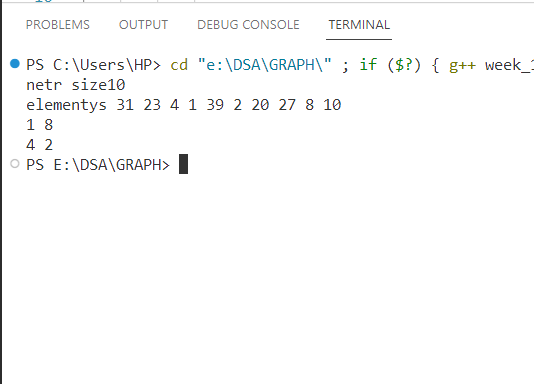 PROBLEMS OUTPUT DEBUG CONSOLE TERMINAL
PS C:\Users\HP> cd "e:\DSA\GRAPH\" ; if ($?) { g++ week_1
netr size10
elementys 31 23 4 1 39 2 20 27 8 10
1 8
4 2
PS E:\DSA\GRAPH>